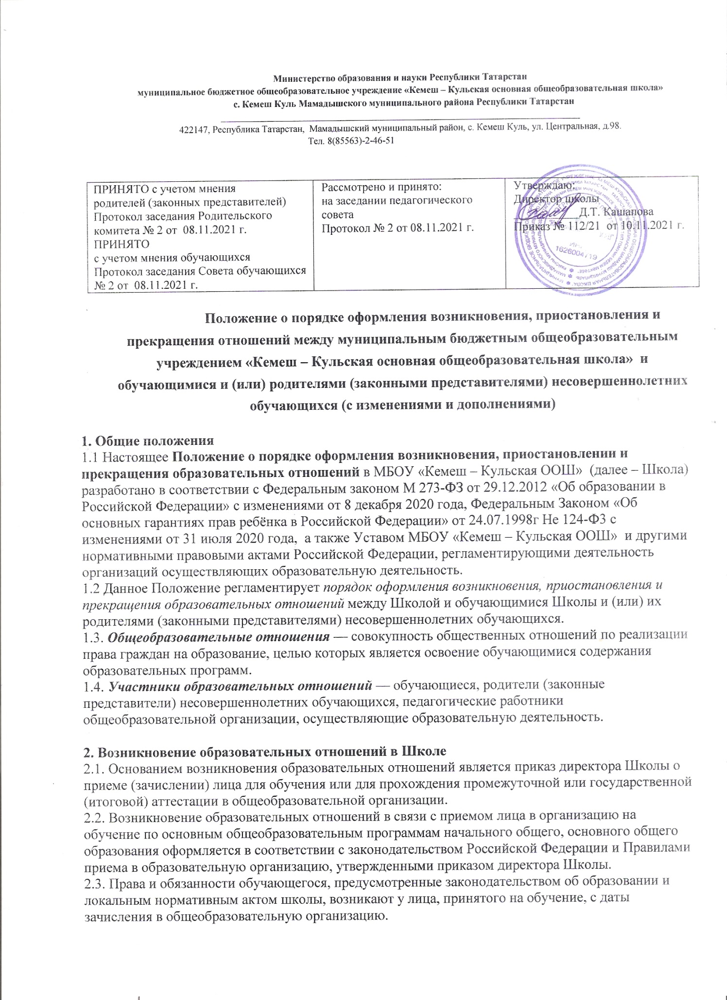 Министерство образования и науки Республики Татарстан
муниципальное бюджетное общеобразовательное учреждение «Кемеш – Кульская основная общеобразовательная школа»
с. Кемеш Куль Мамадышского муниципального района Республики Татарстан
422147, Республика Татарстан, Мамадышский муниципальный район, с. Кемеш Куль, ул. Центральная, д.98.
Тел. 8(85563)-2-46-51
ПРИНЯТО с учетом мнения
родителей (законных представителей)
Протокол заседания Родительского
комитета № 2 от 08.11.2021 г.
ПРИНЯТО
с учетом мнения обучающихся
Протокол заседания Совета обучающихся
№ 2 от 08.11.2021 г.
Рассмотрено и принято:
на заседании педагогического
совета
Протокол № 2 от 08.11.2021 г.
Утверждаю:
Директор школы
Д.Т. Кашапова
Приказ № 112/21 от 10.11.2021 г.
1626004719
Положение о порядке оформления возникновения, приостановления и
прекращения отношений между муниципальным бюджетным общеобразовательным
учреждением «Кемеш – Кульская основная общеобразовательная школа» и
обучающимися и (или) родителями (законными представителями) несовершеннолетних
обучающихся (с изменениями и дополнениями)
1. Общие положения
1.1 Настоящее Положение о порядке оформления возникновения, приостановлении и
прекращения образовательных отношений в МБОУ «Кемеш – Кульская ООШ» (далее – Школа)
разработано в соответствии с Федеральным законом М 273-ФЗ от 29.12.2012 «Об образовании в
Российской Федерации» с изменениями от 8 декабря 2020 года, Федеральным Законом «Об
основных гарантиях прав ребёнка в Российской Федерации» от 24.07.1998г Не 124-ФЗ с
изменениями от 31 июля 2020 года, а также Уставом МБОУ «Кемеш – Кульская ООШ» и другими
нормативными правовыми актами Российской Федерации, регламентирующими деятельность
организаций осуществляющих образовательную деятельность.
1.2 Данное Положение регламентирует порядок оформления возникновения, приостановления и
прекращения образовательных отношений между Школой и обучающимися Школы и (или) их
родителями (законными представителями) несовершеннолетних обучающихся.
1.3. Общеобразовательные отношения — совокупность общественных отношений по реализации
права граждан на образование, целью которых является освоение обучающимися содержания
образовательных программ.
1.4. Участники образовательных отношений — обучающиеся, родители (законные
представители) несовершеннолетних обучающихся, педагогические работники
общеобразовательной организации, осуществляющие образовательную деятельность.
2. Возникновение образовательных отношений в Школе
2.1. Основанием возникновения образовательных отношений является приказ директора Школы о
приеме (зачислении) лица для обучения или для прохождения промежуточной или государственной
(итоговой) аттестации в общеобразовательной организации.
2.2. Возникновение образовательных отношений в связи с приемом лица в организацию на
обучение по основным общеобразовательным программам начального общего, основного общего
образования оформляется в соответствии с законодательством Российской Федерации и Правилами
приема в образовательную организацию, утвержденными приказом директора Школы.
2.3. Права и обязанности обучающегося, предусмотренные законодательством об образовании и
локальным нормативным актом школы, возникают у лица, принятого на обучение, с даты
зачисления в общеобразовательную организацию.